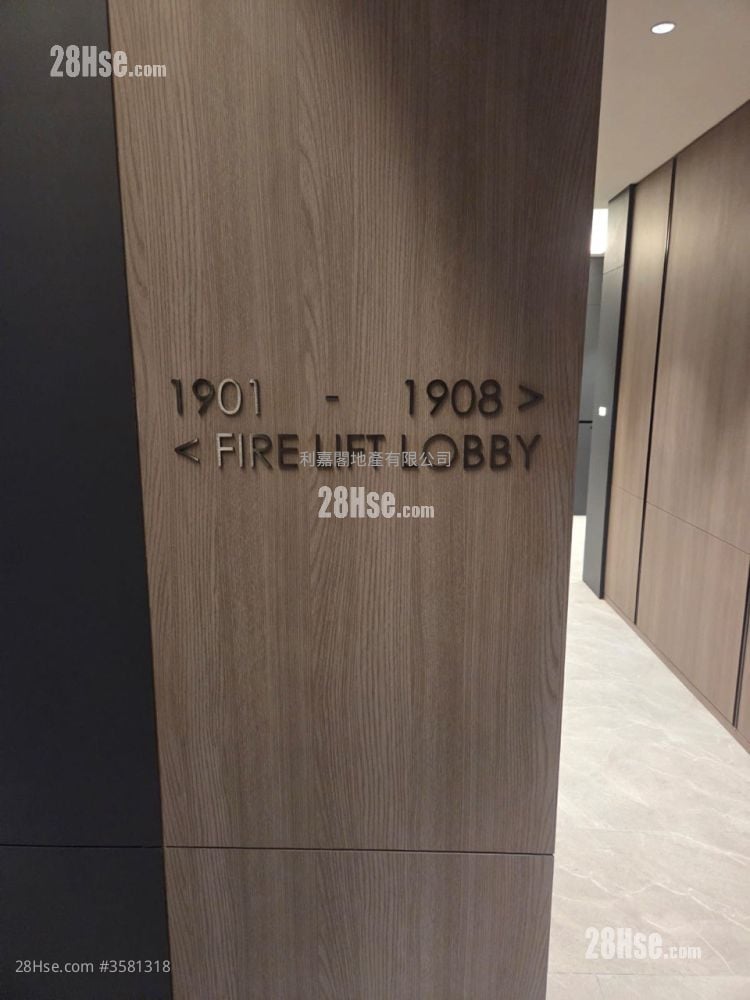 28Hse.com
1901 - 1908 >
< FIRE LIFT LOBBY
利嘉閣地產有限公司
28Hse.com
28Hse.com
28Hse.com #3581318